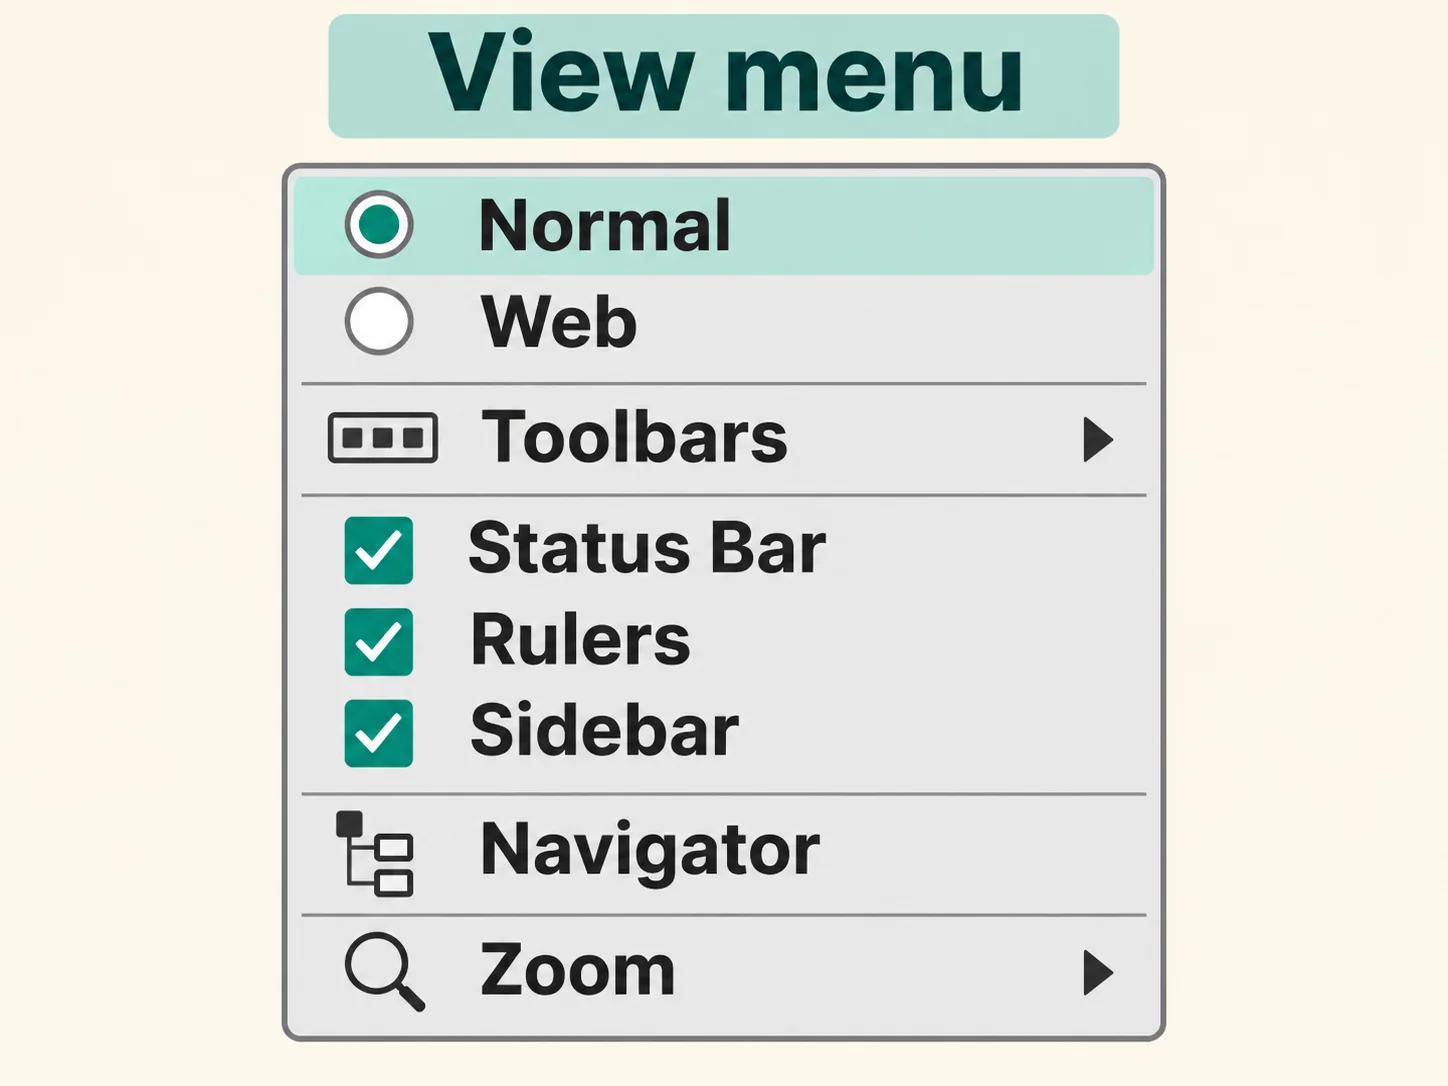 View menu
Normal
Web
Toolbars
Status Bar
Rulers
Sidebar
Navigator
Zoom